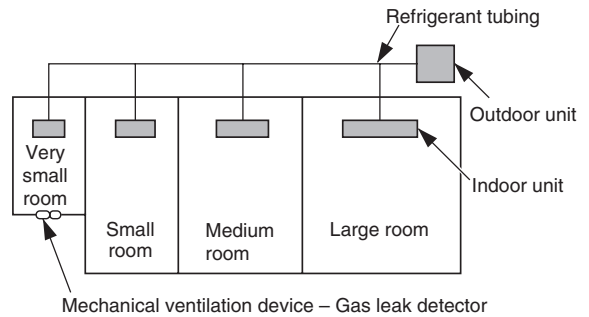 Refrigerant tubing
Outdoor unit
Indoor unit
Very
small
room
Small
room
Medium
room
Large room
Mechanical ventilation device – Gas leak detector